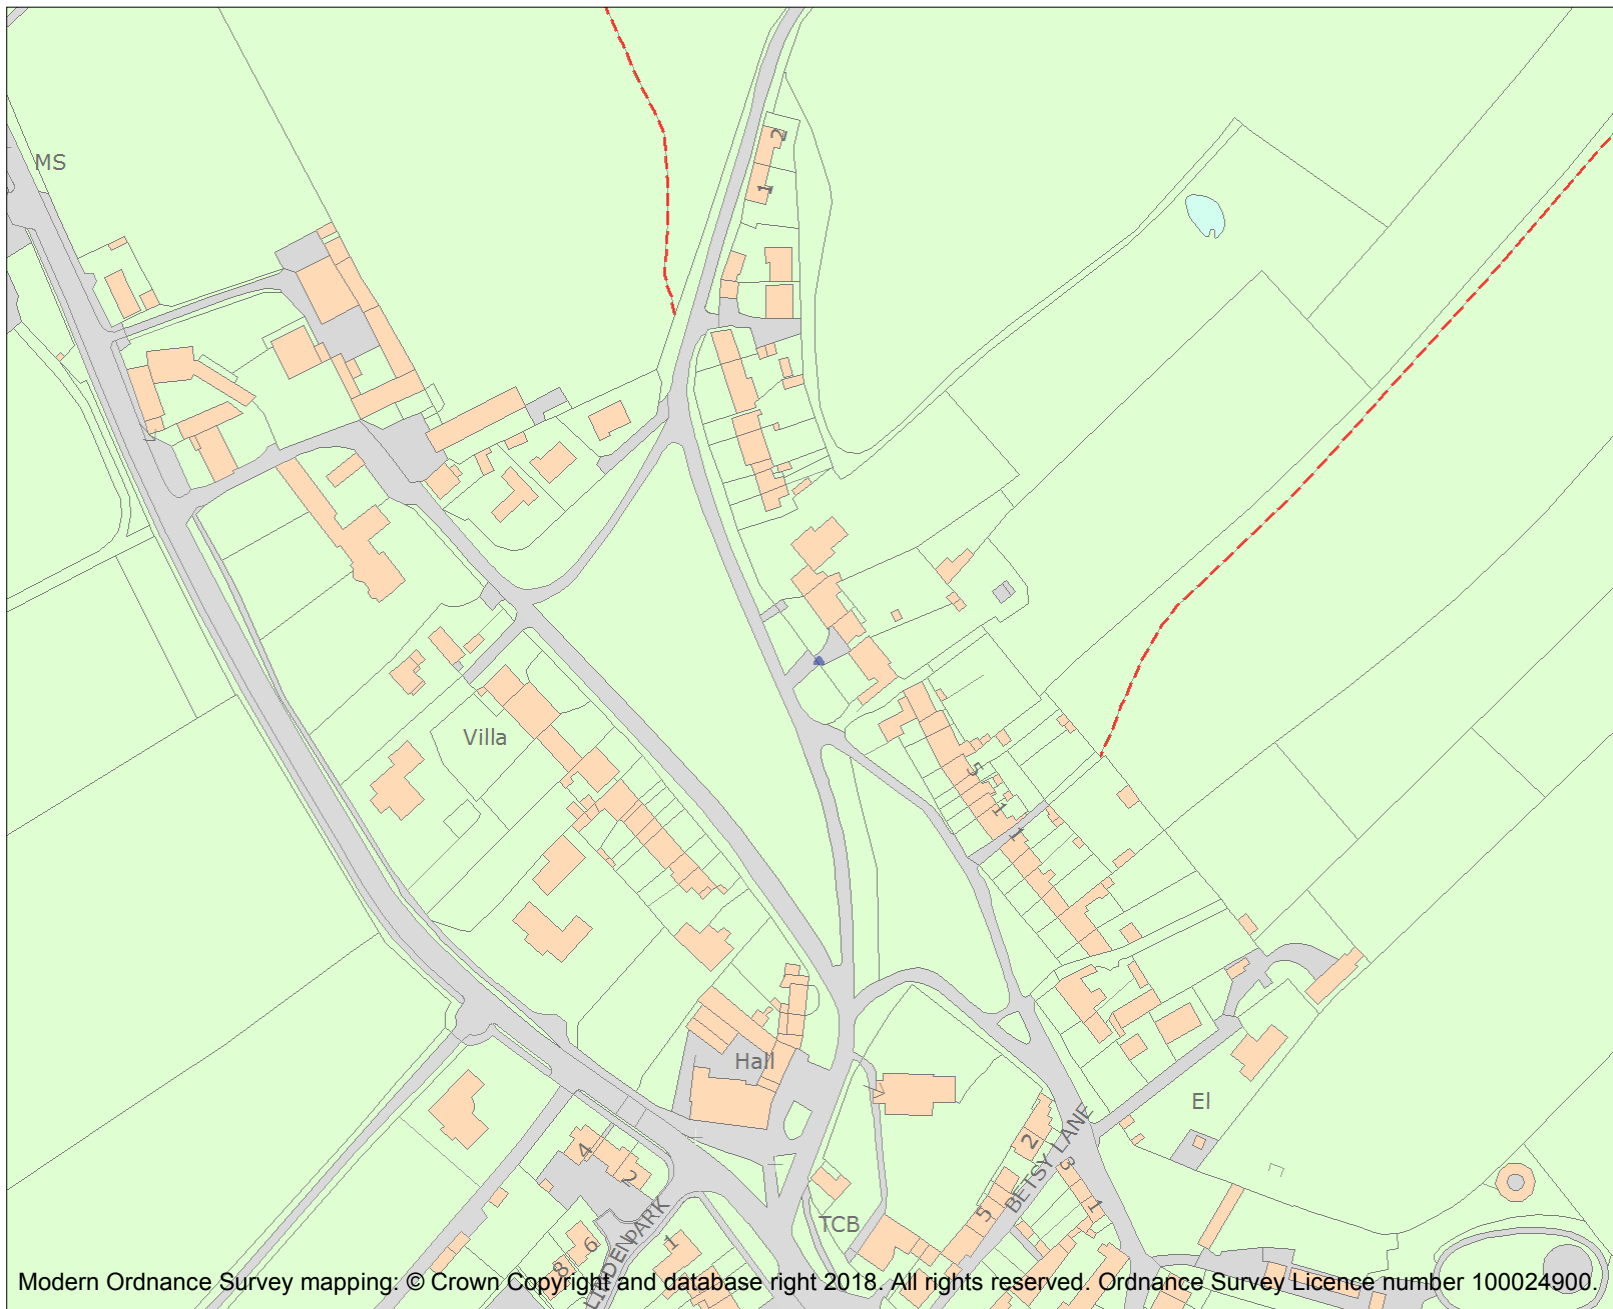 MS
2
1
Villa
5
1
1
Hall
El
4
2
2
BETSY LANE
3
1
5
TCB
LINDEN PARK
1
6
8
Modern Ordnance Survey mapping: © Crown Copyright and database right 2018. All rights reserved. Ordnance Survey Licence number 100024900.